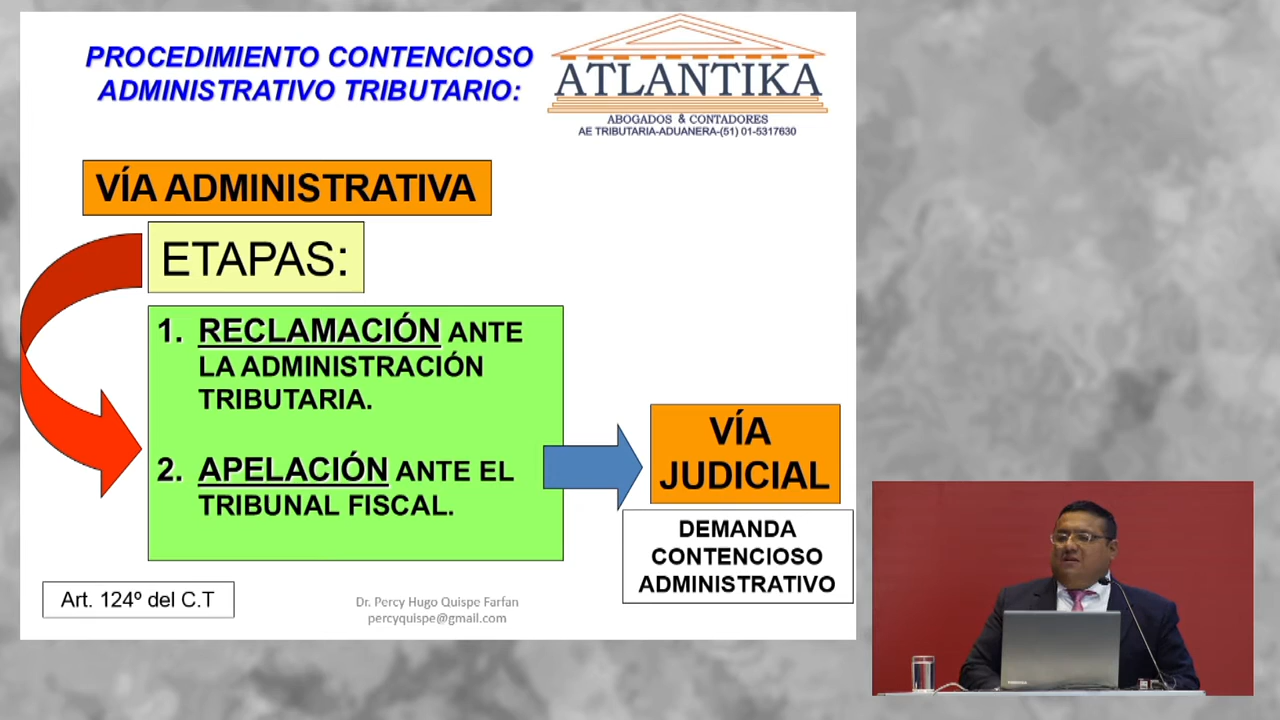 PROCEDIMIENTO CONTENCIOSO
ADMINISTRATIVO TRIBUTARIO:
ATLANTIKA
ABOGADOS & CONTADORES
AE TRIBUTARIA-ADUANERA-(51) 01-5317630
VÍA ADMINISTRATIVA
ETAPAS:
1. RECLAMACIÓN ANTE
LA ADMINISTRACIÓN
TRIBUTARIA.
2. APELACIÓN ANTE EL
TRIBUNAL FISCAL.
VÍA
JUDICIAL
DEMANDA
CONTENCIOSO
ADMINISTRATIVO
Art. 124º del C.T
Dr. Percy Hugo Quispe Farfan
percyquispe@gmail.com